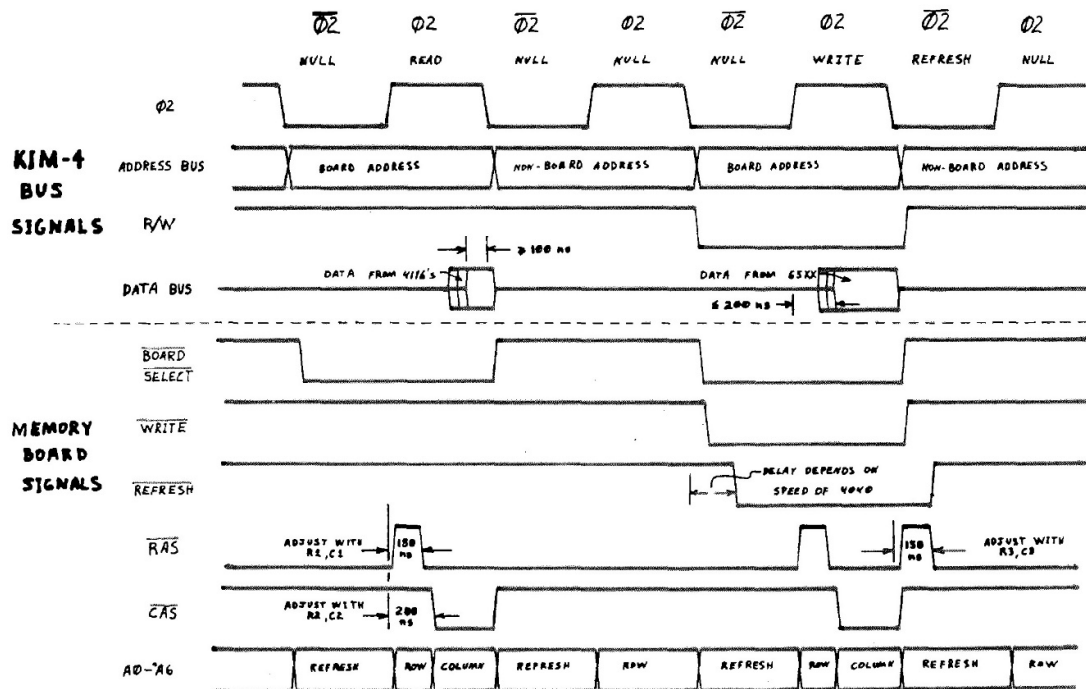 Φ2̅ Φ2 Φ2̅ Φ2 Φ2̅ Φ2 Φ2̅ Φ2
NULL READ NULL NULL NULL WRITE REFRESH NULL
Φ2
KIM-4
BUS
SIGNALS
ADDRESS BUS
BOARD ADDRESS NON-BOARD ADDRESS BOARD ADDRESS NON-BOARD ADDRESS
R/W
≥ 100 ns
DATA BUS
DATA FROM 4116'S DATA FROM 65XX
≤ 200 ns
BOARD
SELECT
MEMORY
BOARD
SIGNALS
WRITE
REFRESH
DELAY DEPENDS ON
SPEED OF 4040
RAS
ADJUST WITH
R1, C1
150
ns
150
ns
ADJUST WITH
R3, C3
CAS
ADJUST WITH
R2, C2
200
ns
A0-A6
REFRESH ROW COLUMN REFRESH ROW REFRESH ROW COLUMN REFRESH ROW